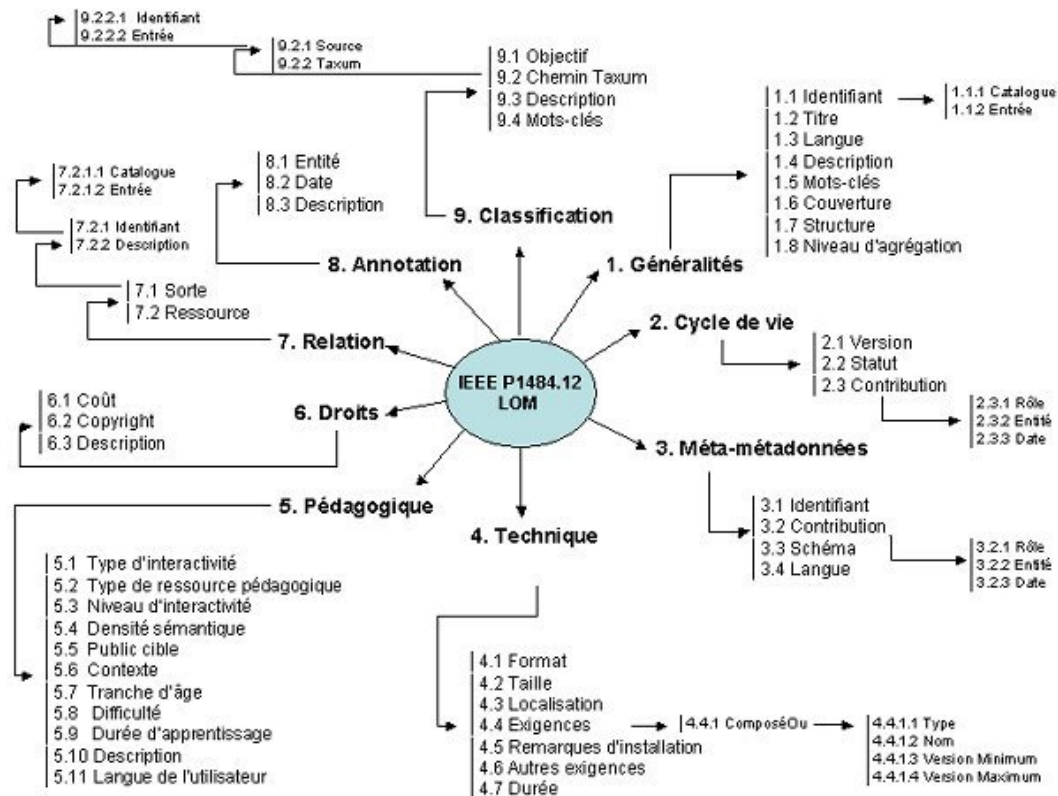 9.2.2.1 Identifiant
9.2.2.2 Entrée
9.2.1 Source
9.2.2 Taxum
9.1 Objectif
9.2 Chemin Taxum
9.3 Description
9.4 Mots-clés
9. Classification
1.1 Identifiant
1.2 Titre
1.3 Langue
1.4 Description
1.5 Mots-clés
1.6 Couverture
1.7 Structure
1.8 Niveau d'agrégation
1.1.1 Catalogue
1.1.2 Entrée
1. Généralités
8.1 Entité
8.2 Date
8.3 Description
8. Annotation
7.2.1.1 Catalogue
7.2.1.2 Entrée
7.2.1 Identifiant
7.2.2 Description
7.1 Sorte
7.2 Ressource
7. Relation
2. Cycle de vie
2.1 Version
2.2 Statut
2.3 Contribution
2.3.1 Rôle
2.3.2 Entité
2.3.3 Date
IEEE P1484.12
LOM
6.1 Coût
6.2 Copyright
6.3 Description
6. Droits
3. Méta-métadonnées
3.1 Identifiant
3.2 Contribution
3.3 Schéma
3.4 Langue
3.2.1 Rôle
3.2.2 Entité
3.2.3 Date
5. Pédagogique
5.1 Type d'interactivité
5.2 Type de ressource pédagogique
5.3 Niveau d'interactivité
5.4 Densité sémantique
5.5 Public cible
5.6 Contexte
5.7 Tranche d'âge
5.8 Difficulté
5.9 Durée d'apprentissage
5.10 Description
5.11 Langue de l'utilisateur
4. Technique
4.1 Format
4.2 Taille
4.3 Localisation
4.4 Exigences
4.5 Remarques d'installation
4.6 Autres exigences
4.7 Durée
4.4.1 ComposéOu
4.4.1.1 Type
4.4.1.2 Nom
4.4.1.3 Version Minimum
4.4.1.4 Version Maximum